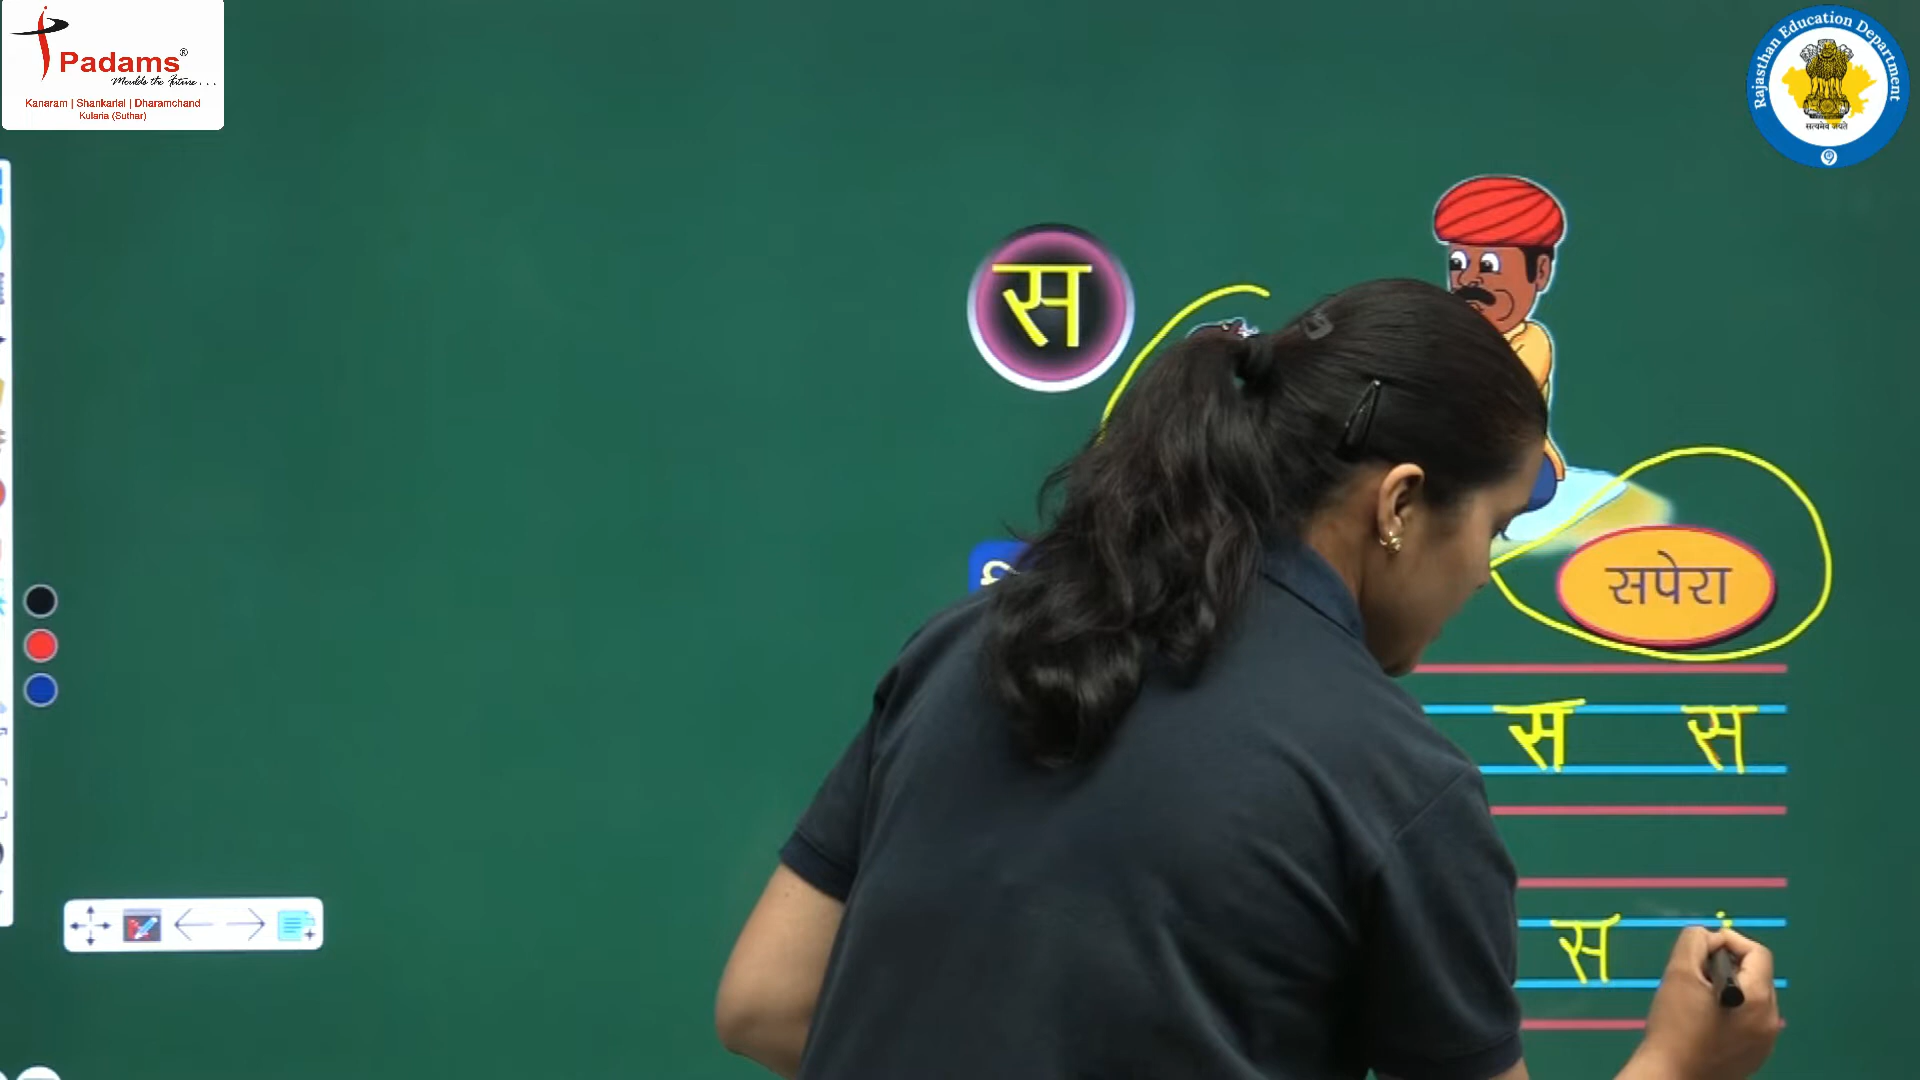 Padams®
Moulds the Future . . .
Kanaram | Shankarlal | Dharamchand
Kularia (Suthar)
Rajasthan Education Department
सत्यमेव जयते
स
सपेरा
स स
स